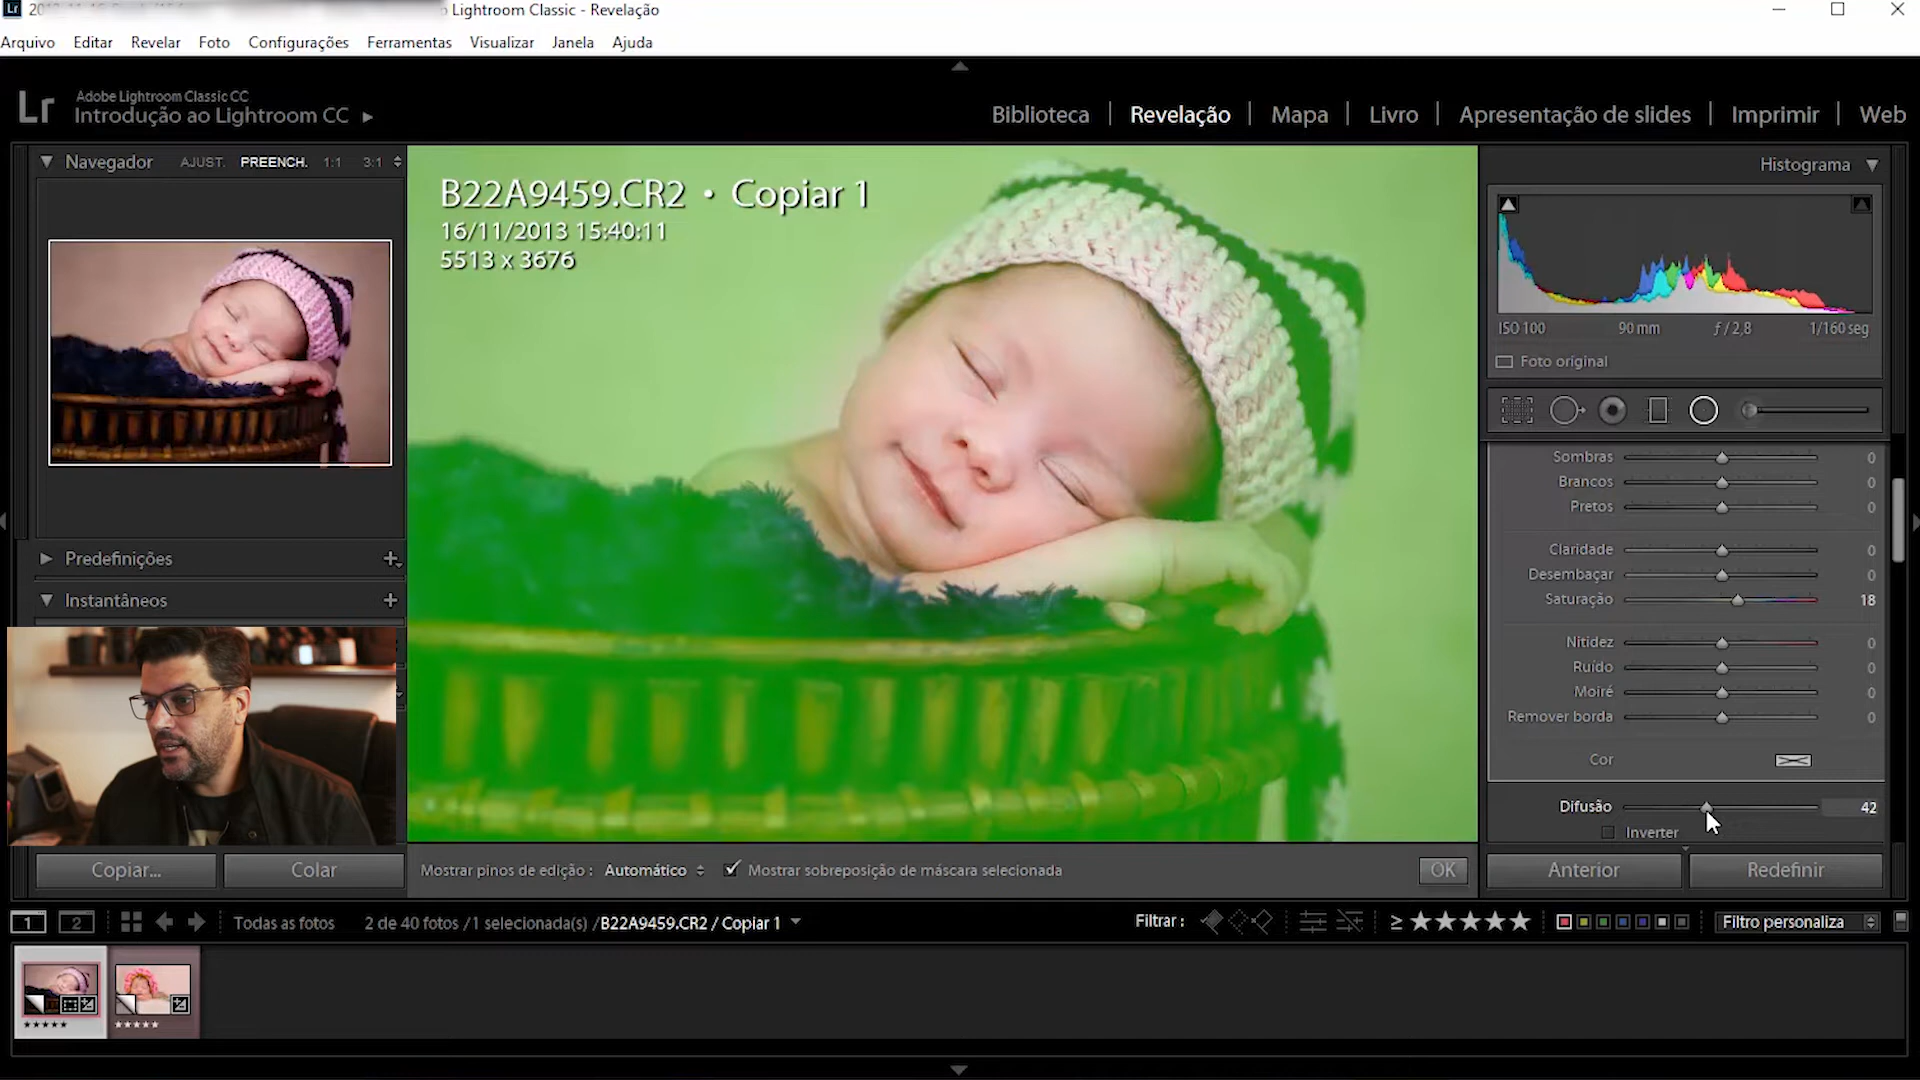 Lr
Lightroom Classic - Revelação
Arquivo Editar Revelar Foto Configurações Ferramentas Visualizar Janela Ajuda
Lr
Adobe Lightroom Classic CC
Introdução ao Lightroom CC
Biblioteca | Revelação | Mapa | Livro | Apresentação de slides | Imprimir | Web
Navegador AJUST. PREENCH. 1:1 3:1
Histograma
B22A9459.CR2 • Copiar 1
16/11/2013 15:40:11
5513 x 3676
ISO 100 90 mm ƒ / 2,8 1/160 seg
Foto original
Sombras 0
Brancos 0
Pretos 0
Claridade 0
Desembaçar 0
Saturação 18
Nitidez 0
Ruído 0
Moiré 0
Remover borda 0
Cor
Difusão 42
Inverter
Predefinições
Instantâneos
Copiar... Colar
Mostrar pinos de edição : Automático Mostrar sobreposição de máscara selecionada OK
Anterior Redefinir
1 2 Todas as fotos 2 de 40 fotos /1 selecionada(s) /B22A9459.CR2 / Copiar 1
Filtrar : ≥ ★★★★★ Filtro personaliza
★★★★★ ★★★★★